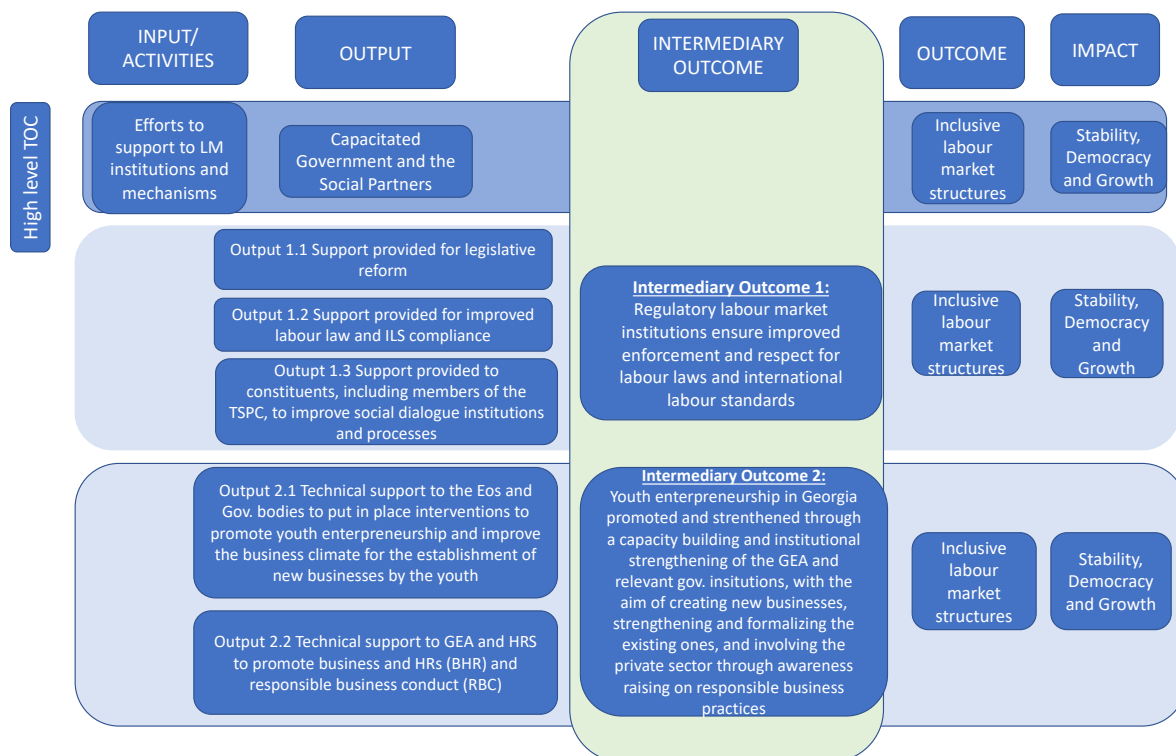 INPUT/
ACTIVITIES
OUTPUT
INTERMEDIARY
OUTCOME
OUTCOME
IMPACT
High level TOC
Efforts to
support to LM
institutions and
mechanisms
Capacitated
Government and the
Social Partners
Inclusive
labour
market
structures
Stability,
Democracy
and Growth
Output 1.1 Support provided for legislative
reform
Output 1.2 Support provided for improved
labour law and ILS compliance
Outupt 1.3 Support provided to
constituents, including members of the
TSPC, to improve social dialogue institutions
and processes
Intermediary Outcome 1:
Regulatory labour market
institutions ensure improved
enforcement and respect for
labour laws and international
labour standards
Inclusive
labour
market
structures
Stability,
Democracy
and
Growth
Output 2.1 Technical support to the Eos and
Gov. bodies to put in place interventions to
promote youth enterpreneurship and improve
the business climate for the establishment of
new businesses by the youth
Output 2.2 Technical support to GEA and HRS
to promote business and HRs (BHR) and
responsible business conduct (RBC)
Intermediary Outcome 2:
Youth enterpreneurship in Georgia
promoted and strenthened through
a capacity building and institutional
strengthening of the GEA and
relevant gov. insitutions, with the
aim of creating new businesses,
strengthening and formalizing the
existing ones, and involving the
private sector through awareness
raising on responsible business
practices
Inclusive
labour
market
structures
Stability,
Democracy
and Growth